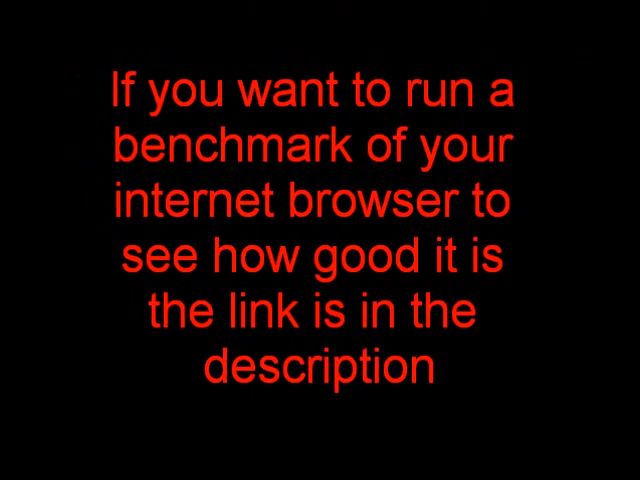 If you want to run a
benchmark of your
internet browser to
see how good it is
the link is in the
description